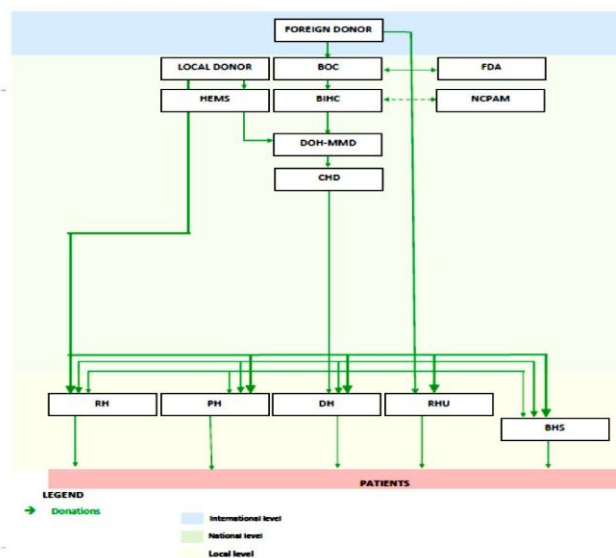 FOREIGN DONOR
LOCAL DONOR
BOC
FDA
HEMS
BIHC
NCPAM
DOH-MMD
CHD
RH
PH
DH
RHU
BHS
PATIENTS
LEGEND
Donations
International level
National level
Local level